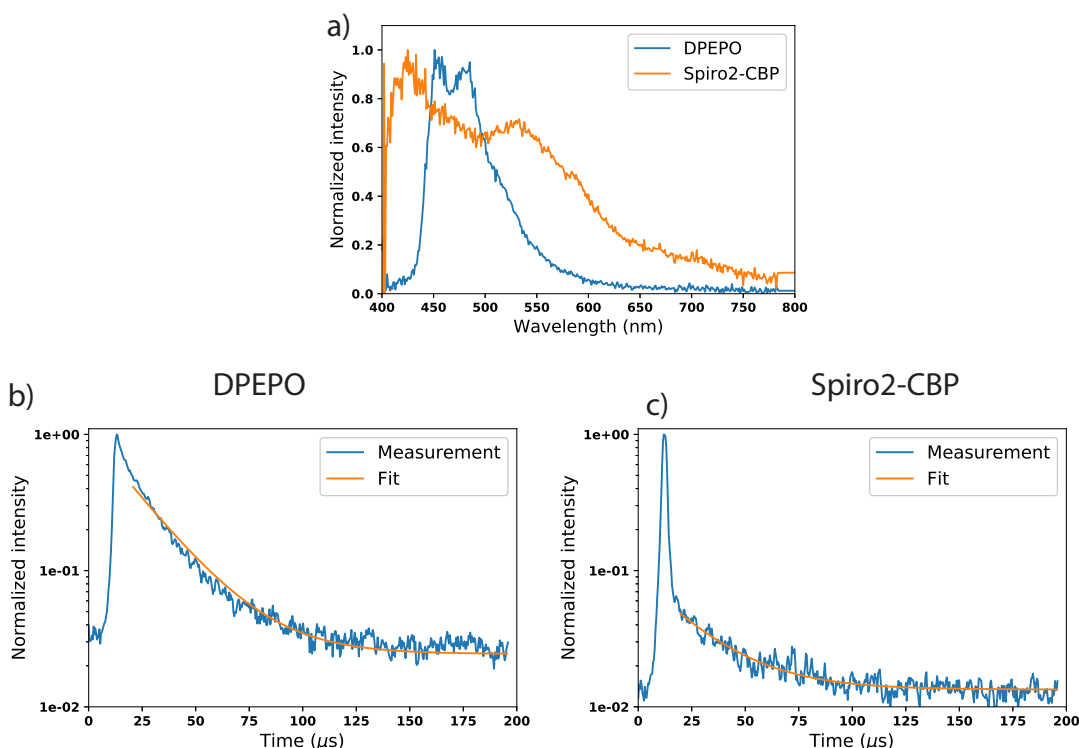 a)
Normalized intensity
1.0
0.8
0.6
0.4
0.2
0.0
DPEPO
Spiro2-CBP
400 450 500 550 600 650 700 750 800
Wavelength (nm)
b)
DPEPO
Normalized intensity
1e+00
1e-01
1e-02
Measurement
Fit
0 25 50 75 100 125 150 175 200
Time (μs)
c)
Spiro2-CBP
Normalized intensity
1e+00
1e-01
1e-02
Measurement
Fit
0 25 50 75 100 125 150 175 200
Time (μs)